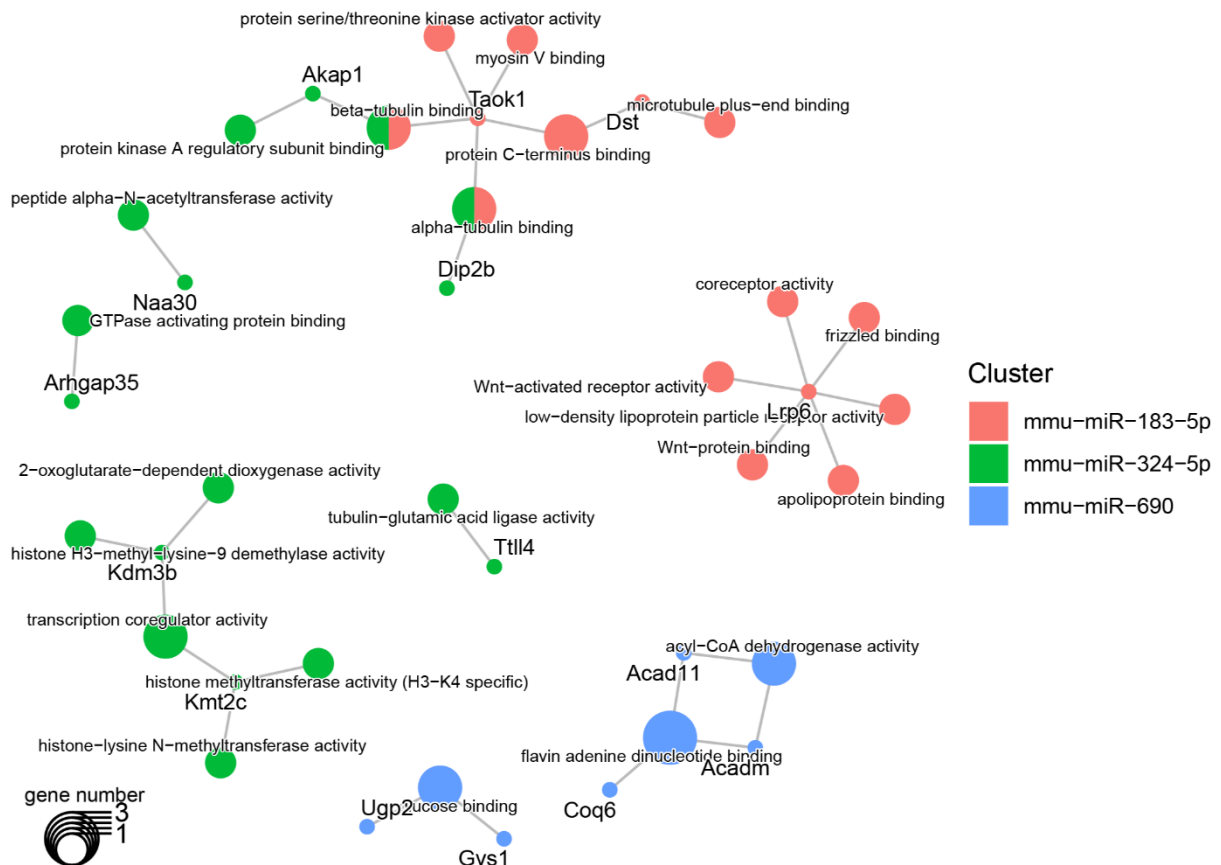 protein serine/threonine kinase activator activity
myosin V binding
Akap1
Taok1
beta−tubulin binding
microtubule plus−end binding
Dst
protein kinase A regulatory subunit binding
protein C−terminus binding
peptide alpha−N−acetyltransferase activity
alpha−tubulin binding
Dip2b
Naa30
coreceptor activity
GTPase activating protein binding
frizzled binding
Arhgap35
Wnt−activated receptor activity
Lrp6
low−density lipoprotein particle receptor activity
Wnt−protein binding
apolipoprotein binding
Cluster
mmu−miR−183−5p
mmu−miR−324−5p
mmu−miR−690
2−oxoglutarate−dependent dioxygenase activity
tubulin−glutamic acid ligase activity
histone H3−methyl−lysine−9 demethylase activity
Ttll4
Kdm3b
transcription coregulator activity
acyl−CoA dehydrogenase activity
Acad11
histone methyltransferase activity (H3−K4 specific)
Kmt2c
histone−lysine N−methyltransferase activity
flavin adenine dinucleotide binding
Acadm
gene number
3
1
Ugp2
binding
Coq6
Gys1